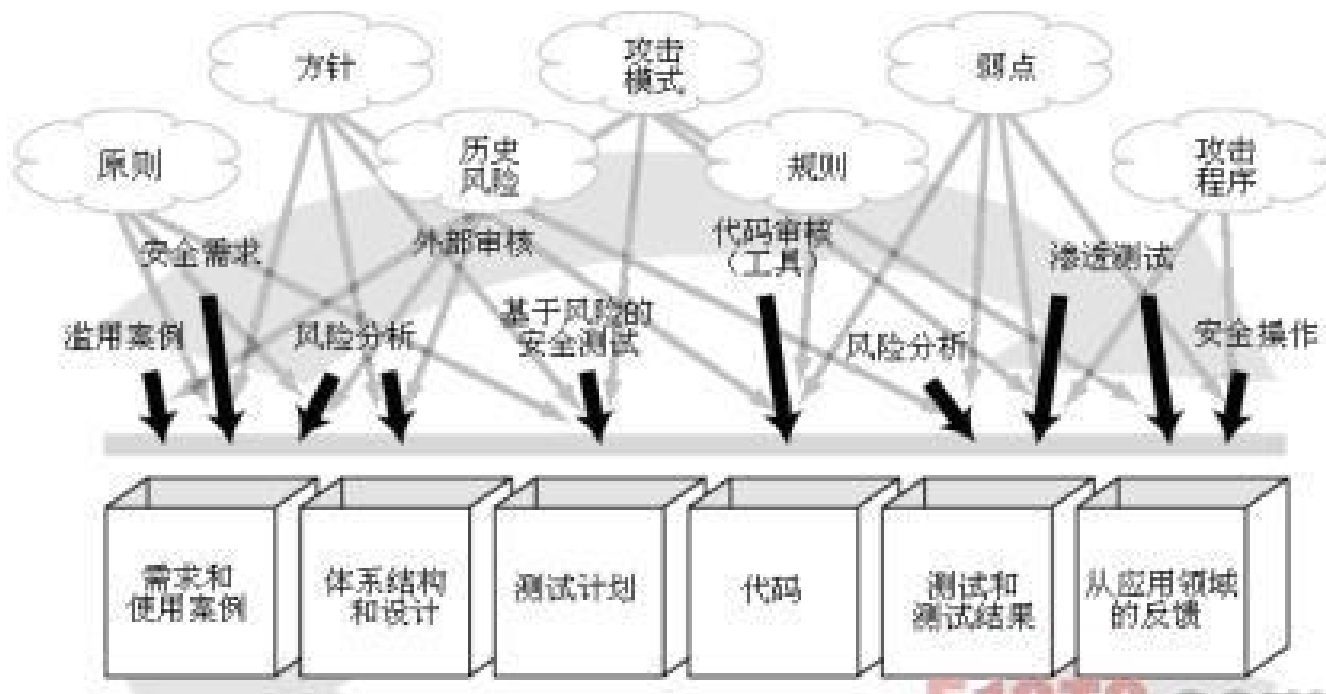 方针
攻击
模式
弱点
原则
历史
风险
规则
攻击
程序
安全需求
外部审核
代码审核
（工具）
渗透测试
滥用案例
风险分析
基于风险的
安全测试
风险分析
安全操作
需求和
使用案例
体系结构
和设计
测试计划
代码
测试和
测试结果
从应用领域
的反馈